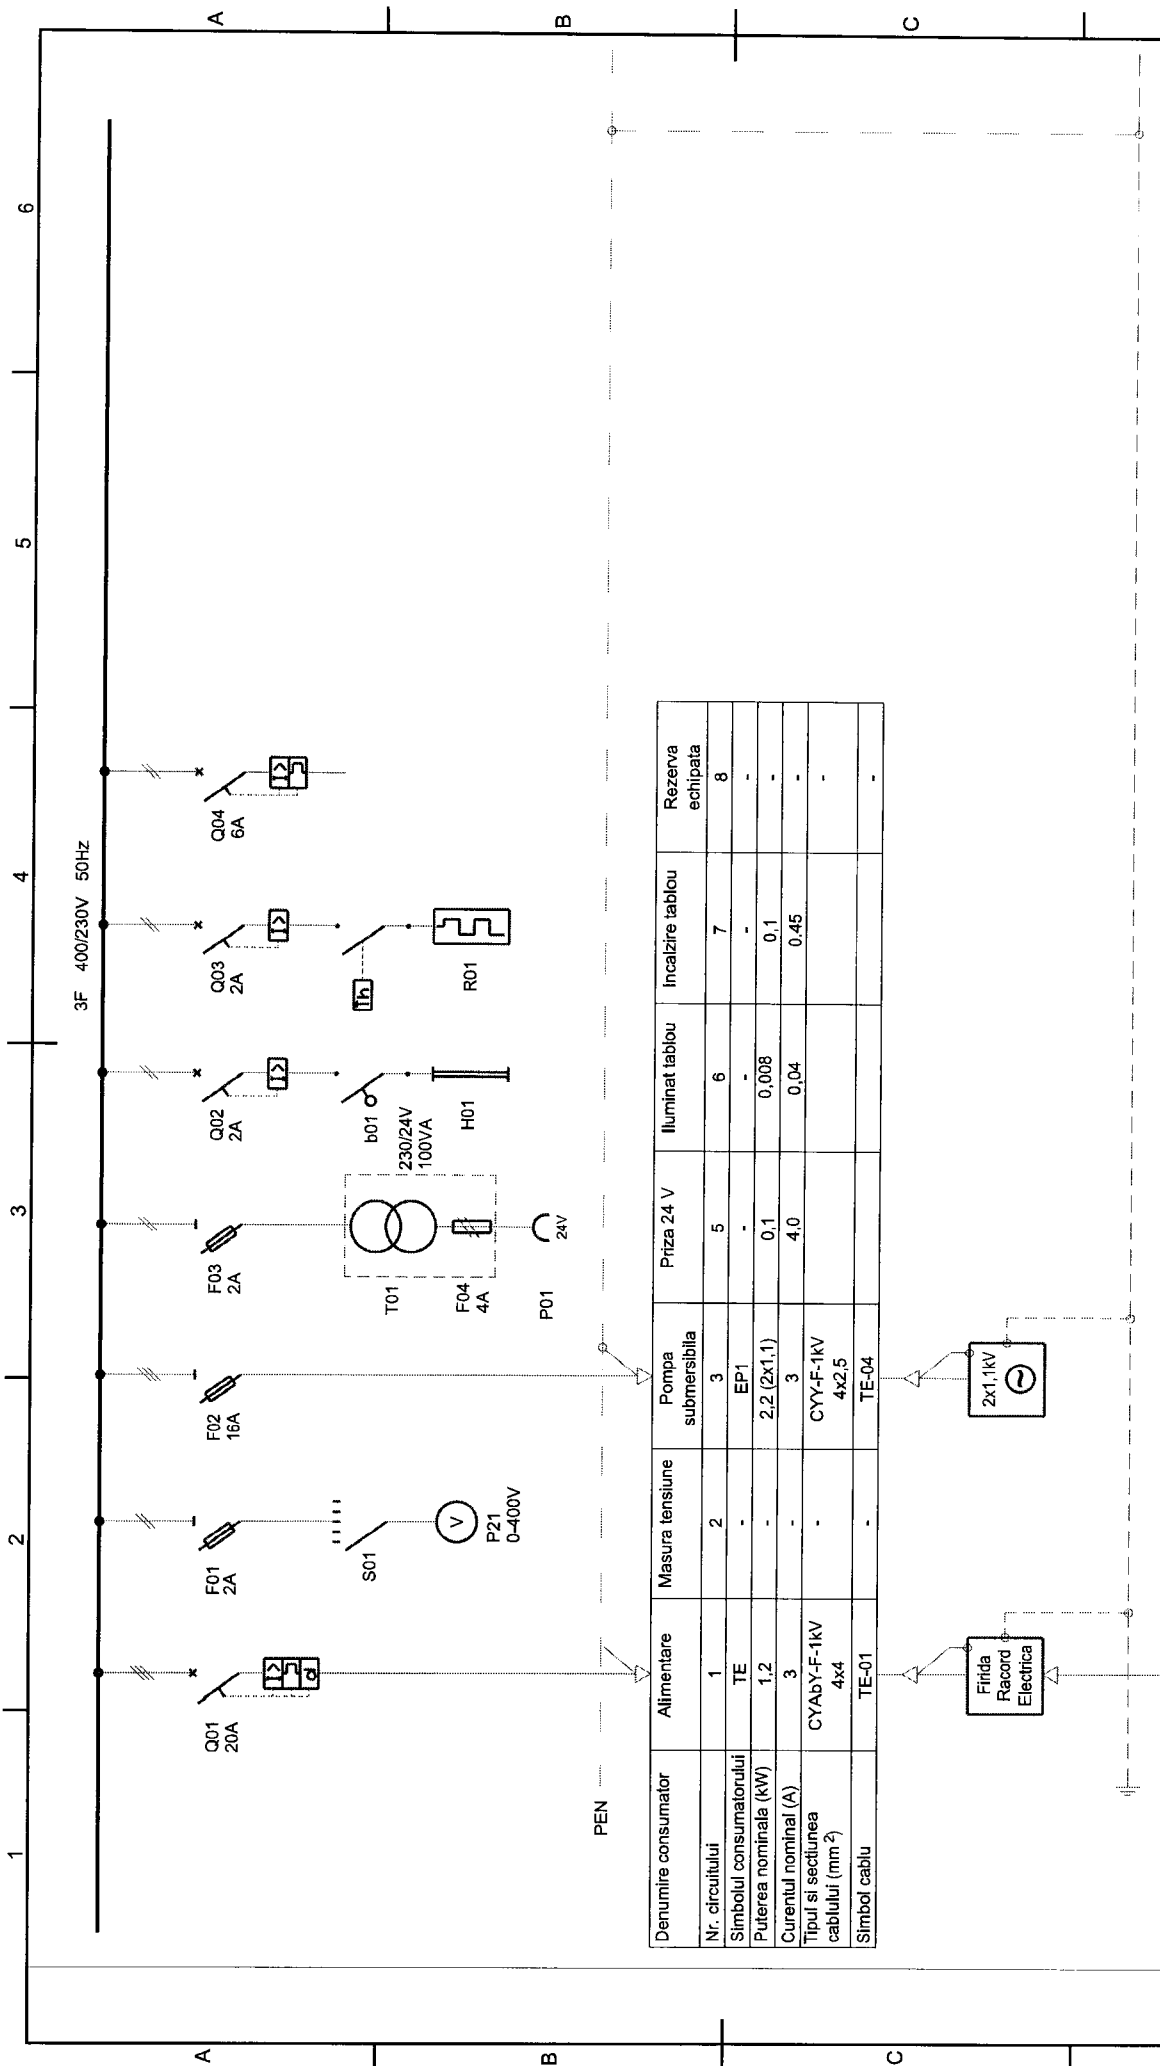 1
2
3
4
5
6
A
A
3F 400/230V 50Hz
Q01
20A
I>
d
F01
2A
S01
V
P21
0-400V
F02
16A
F03
2A
T01
230/24V
100VA
F04
4A
P01
24V
Q02
2A
I>
b01
H01
Q03
2A
I>
Th
R01
Q04
6A
I>
B
B
PEN
Denumire consumator
Alimentare
Masura tensiune
Pompa
submersibila
Priza 24 V
Iluminat tablou
Incalzire tablou
Rezerva
echipata
Nr. circuitului 1 2 3 5 6 7 8
Simbolul consumatorului TE - EP1 - - - -
Puterea nominala (kW) 1,2 - 2,2 (2x1,1) 0,1 0,008 0,1 -
Curentul nominal (A) 3 - 3 4,0 0,04 0.45 -
Tipul si sectiunea
cablului (mm 2)
CYAbY-F-1kV
4x4
-
CYY-F-1kV
4x2,5
-
Simbol cablu TE-01 - TE-04 -
C
C
Firida
Racord
Electrica
2x1,1kV
~